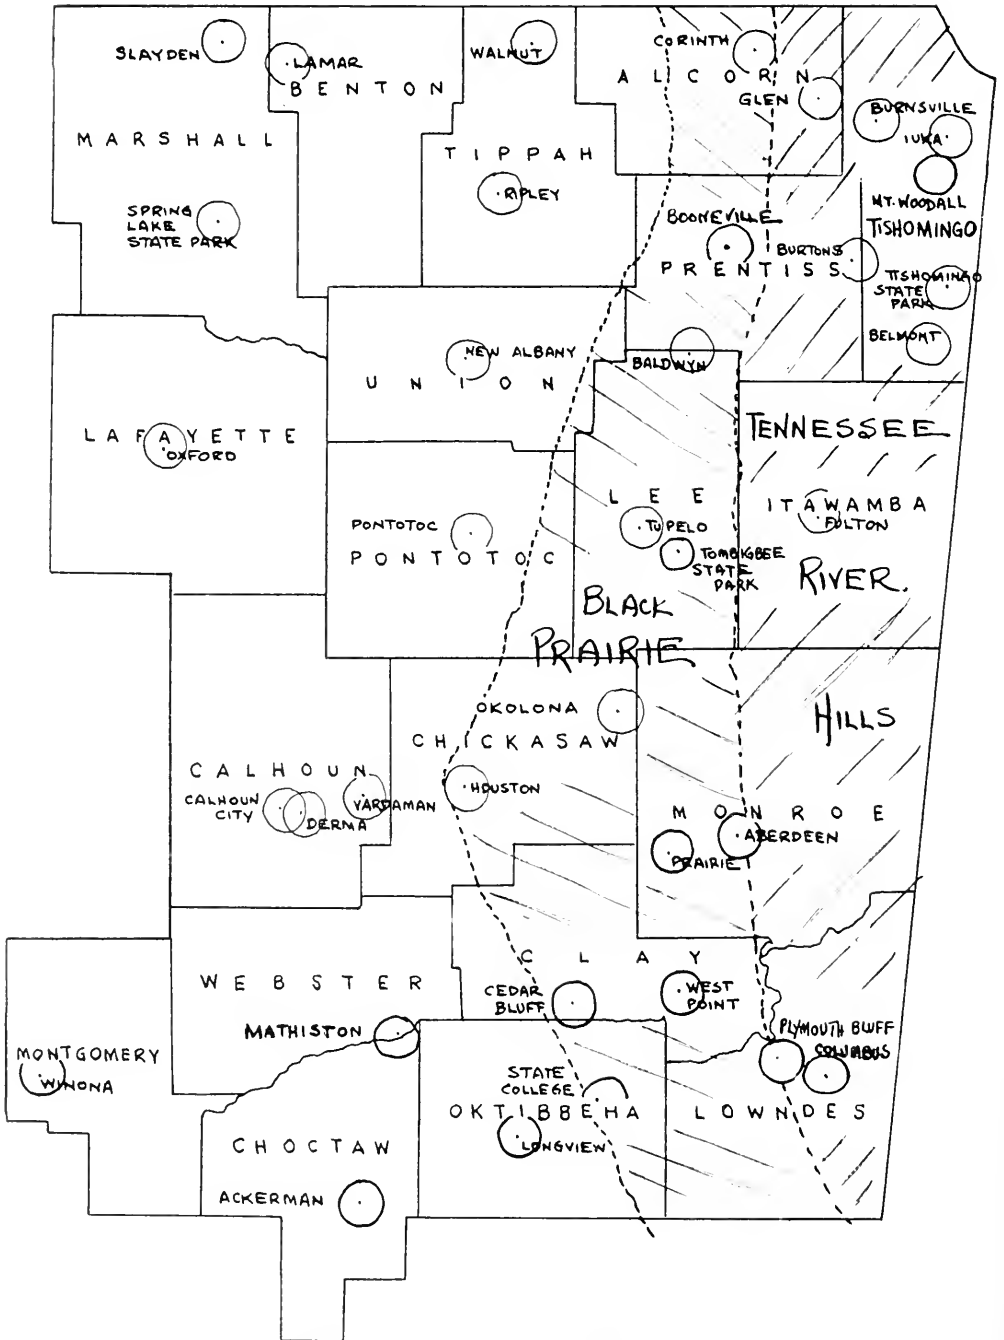 SLAYDEN
LAMAR
BENTON
WALNUT
CORINTH
ALCORN
GLEN
BURNSVILLE
IUKA
MARSHALL
TIPPAH
RIPLEY
MT. WOODALL
TISHOMINGO
SPRING
LAKE
STATE PARK
BOONEVILLE
BURTONS
PRENTISS
TISHOMINGO
STATE
PARK
BELMONT
NEW ALBANY
UNION
BALDWYN
LAFAYETTE
OXFORD
TENNESSEE
LEE
ITAWAMBA
FULTON
PONTOTOC
PONTOTOC
TUPELO
TOMBIGBEE
STATE
PARK
RIVER.
BLACK
PRAIRIE
OKOLONA
CHICKASAW
HILLS
CALHOUN
CALHOUN
CITY
DERMA
VARDAMAN
HOUSTON
MONROE
ABERDEEN
PRAIRIE
CLAY
WEBSTER
CEDAR
BLUFF
WEST
POINT
MATHISTON
PLYMOUTH BLUFF
COLUMBUS
MONTGOMERY
WINONA
STATE
COLLEGE
OKTIBBEHA
LONGVIEW
LOWNDES
CHOCTAW
ACKERMAN